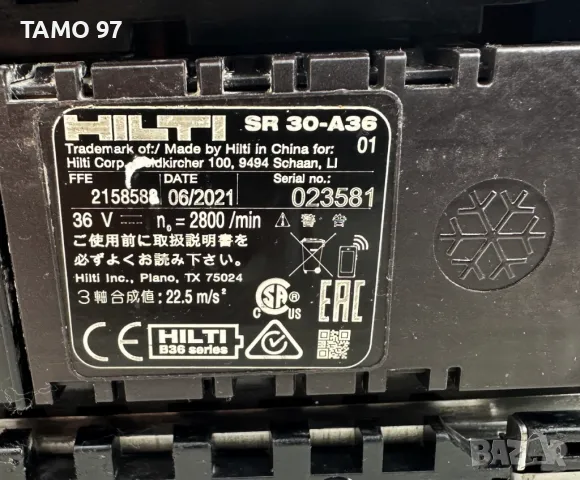 TAMO 97
HILTI SR 30-A36
Trademark of:/ Made by Hilti in China for: 01
Hilti Corp. Feldkircher 100, 9494 Schaan, LI
FFE DATE Serial no.:
2158588 06/2021 023581
36 V n₀ = 2800 /min
ご使用前に取扱説明書を
必ずよくお読み下さい。
Hilti Inc., Plano, TX 75024
3軸合成値: 22.5 m/s²
SA ® C US EAC
CE HILTI
B36 series
BAZAR